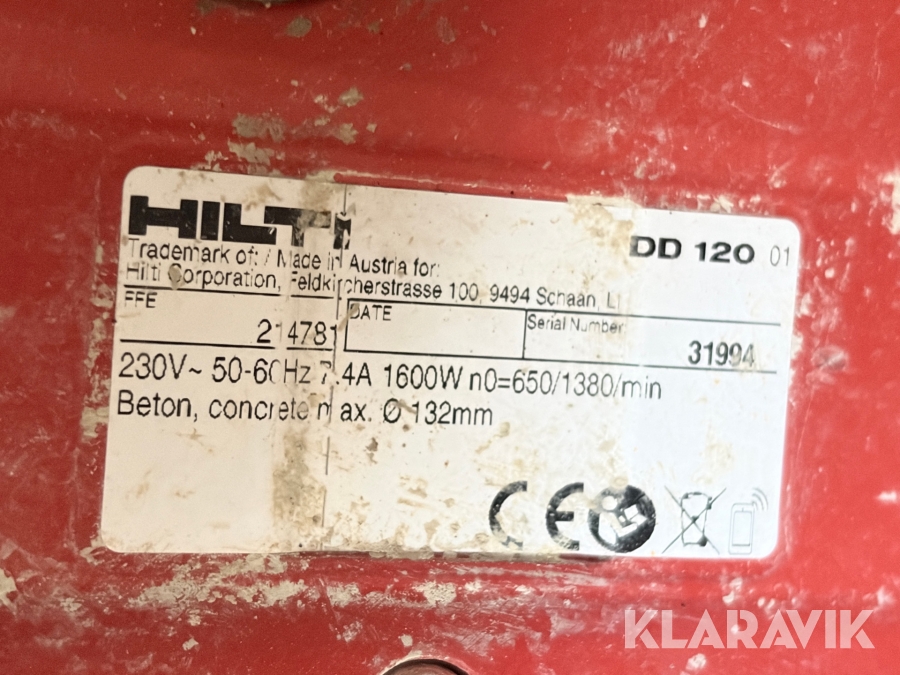 HILTI
DD 120 01
Trademark of: / Made in Austria for:
Hilti Corporation, Feldkircherstrasse 100, 9494 Schaan, LI
FFE 214781
DATE
Serial Number 31994
230V~ 50-60Hz 7.4A 1600W n0=650/1380/min
Beton, concrete max. Ø 132mm
CE
KLARAVIK